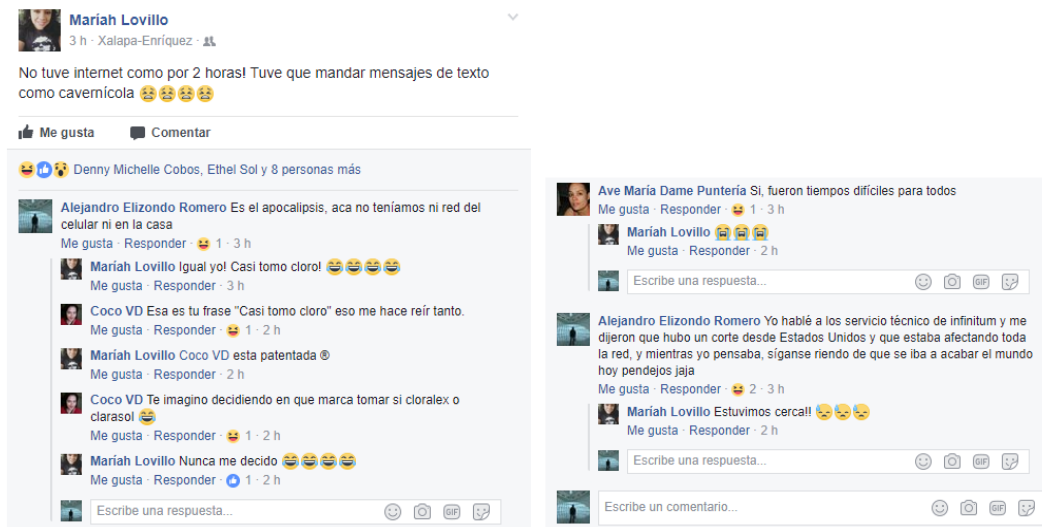 Mariah Lovillo
3 h · Xalapa-Enríquez ·
No tuve internet como por 2 horas! Tuve que mandar mensajes de texto
como cavernícola 😫😫😫😫
Me gusta Comentar
Denny Michelle Cobos, Ethel Sol y 8 personas más
Alejandro Elizondo Romero Es el apocalipsis, aca no teníamos ni red del
celular ni en la casa
Me gusta · Responder · 😆 1 · 3 h
Mariah Lovillo Igual yo! Casi tomo cloro! 😂😂😂😂
Me gusta · Responder · 3 h
Coco VD Esa es tu frase "Casi tomo cloro" eso me hace reír tanto.
Me gusta · Responder · 😆 1 · 2 h
Mariah Lovillo Coco VD esta patentada ®
Me gusta · Responder · 2 h
Coco VD Te imagino decidiendo en que marca tomar si cloralex o
clarasol 😂
Me gusta · Responder · 😆 1 · 2 h
Mariah Lovillo Nunca me decido 😂😂😂😂
Me gusta · Responder · 👍 1 · 2 h
Escribe una respuesta... GIF
Ave María Dame Puntería Si, fueron tiempos difíciles para todos
Me gusta · Responder · 😆 1 · 3 h
Mariah Lovillo 😭😭😭
Me gusta · Responder · 2 h
Escribe una respuesta... GIF
Alejandro Elizondo Romero Yo hablé a los servicio técnico de infinitum y me
dijeron que hubo un corte desde Estados Unidos y que estaba afectando toda
la red, y mientras yo pensaba, síganse riendo de que se iba a acabar el mundo
hoy pendejos jaja
Me gusta · Responder · 😆 2 · 3 h
Mariah Lovillo Estuvimos cerca!! 😓😓😓
Me gusta · Responder · 2 h
Escribe una respuesta... GIF
Escribe un comentario... GIF